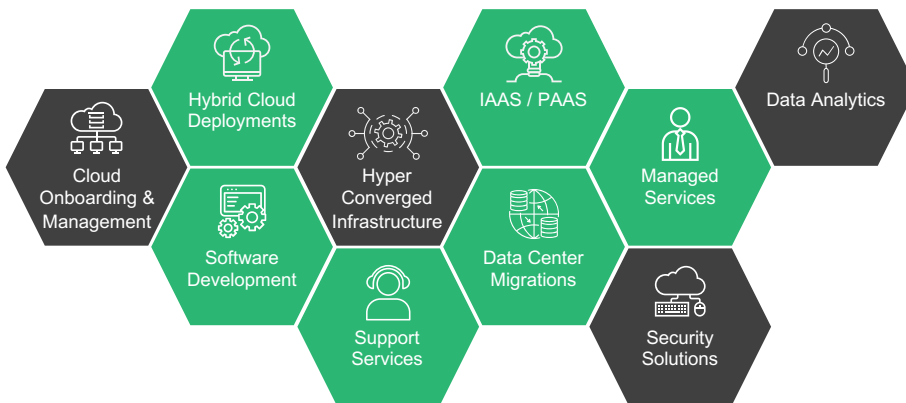 Hybrid Cloud
Deployments
IAAS / PAAS
Data Analytics
Cloud
Onboarding &
Management
Hyper
Converged
Infrastructure
Managed
Services
Software
Development
Data Center
Migrations
Support
Services
Security
Solutions